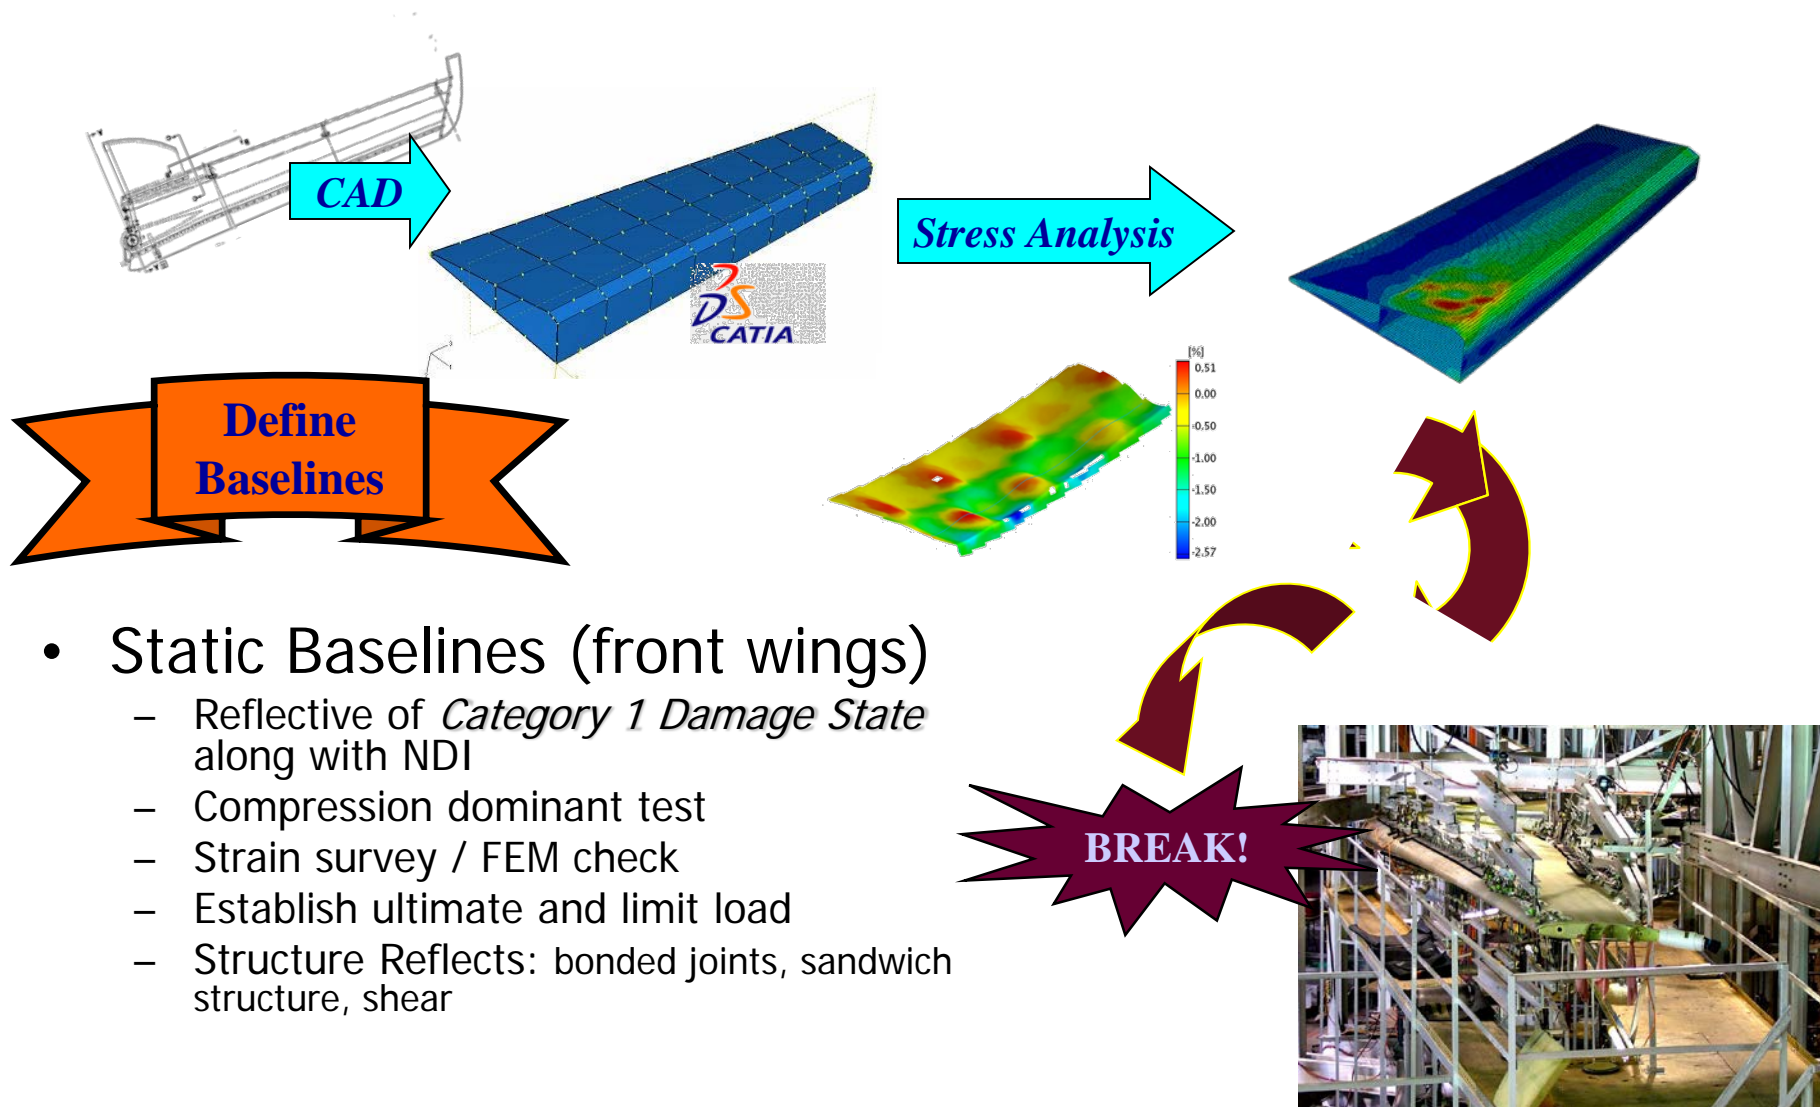 CAD
Stress Analysis
DS
CATIA
[%]
0,51
0.00
-0,50
-1.00
-1.50
-2.00
-2.57
Define
Baselines
• Static Baselines (front wings)
– Reflective of Category 1 Damage State
along with NDI
– Compression dominant test
– Strain survey / FEM check
– Establish ultimate and limit load
– Structure Reflects: bonded joints, sandwich
structure, shear
BREAK!